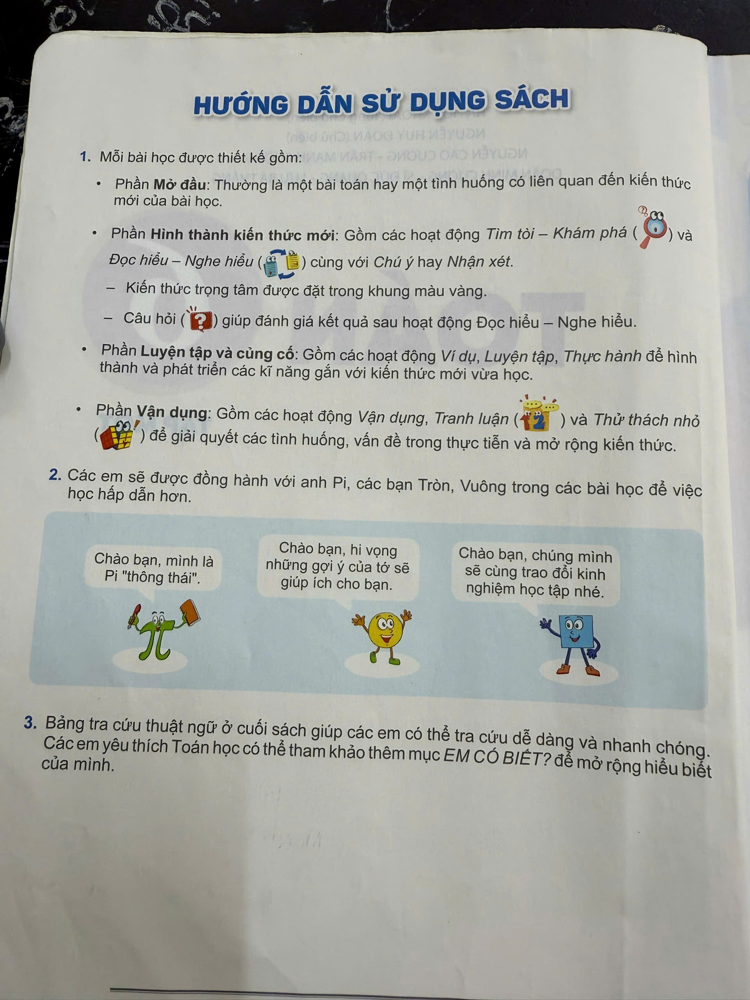 HƯỚNG DẪN SỬ DỤNG SÁCH
1. Mỗi bài học được thiết kế gồm:
• Phần Mở đầu: Thường là một bài toán hay một tình huống có liên quan đến kiến thức
mới của bài học.
• Phần Hình thành kiến thức mới: Gồm các hoạt động Tìm tòi – Khám phá ( ? ) và
Đọc hiểu – Nghe hiểu ( ) cùng với Chú ý hay Nhận xét.
– Kiến thức trọng tâm được đặt trong khung màu vàng.
– Câu hỏi ( ? ) giúp đánh giá kết quả sau hoạt động Đọc hiểu – Nghe hiểu.
• Phần Luyện tập và củng cố: Gồm các hoạt động Ví dụ, Luyện tập, Thực hành để hình
thành và phát triển các kĩ năng gắn với kiến thức mới vừa học.
• Phần Vận dụng: Gồm các hoạt động Vận dụng, Tranh luận ( 1 2 ) và Thử thách nhỏ
( ! ) để giải quyết các tình huống, vấn đề trong thực tiễn và mở rộng kiến thức.
2. Các em sẽ được đồng hành với anh Pi, các bạn Tròn, Vuông trong các bài học để việc
học hấp dẫn hơn.
Chào bạn, mình là
Pi "thông thái".
Chào bạn, hi vọng
những gợi ý của tớ sẽ
giúp ích cho bạn.
Chào bạn, chúng mình
sẽ cùng trao đổi kinh
nghiệm học tập nhé.
3. Bảng tra cứu thuật ngữ ở cuối sách giúp các em có thể tra cứu dễ dàng và nhanh chóng.
Các em yêu thích Toán học có thể tham khảo thêm mục EM CÓ BIẾT? để mở rộng hiểu biết
của mình.